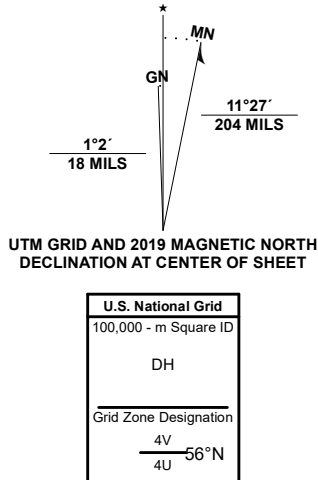 ★
MN
GN
11°27´
204 MILS
1°2´
18 MILS
UTM GRID AND 2019 MAGNETIC NORTH
DECLINATION AT CENTER OF SHEET
U.S. National Grid
100,000 - m Square ID
DH
Grid Zone Designation
4V
4U
56°N